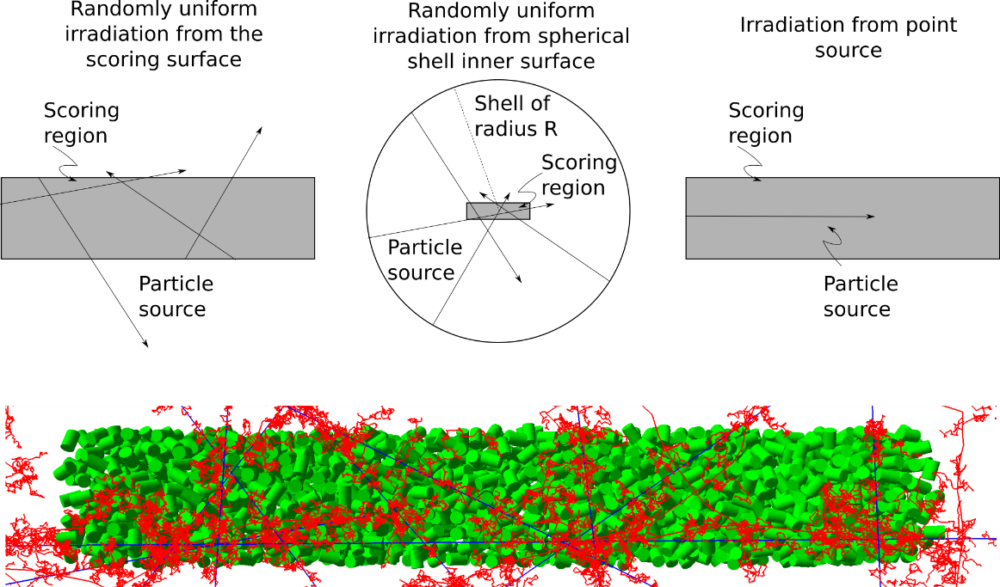 Randomly uniform
irradiation from the
scoring surface
Scoring
region
Particle
source
Randomly uniform
irradiation from spherical
shell inner surface
Shell of
radius R
Scoring
region
Particle
source
Irradiation from point
source
Scoring
region
Particle
source